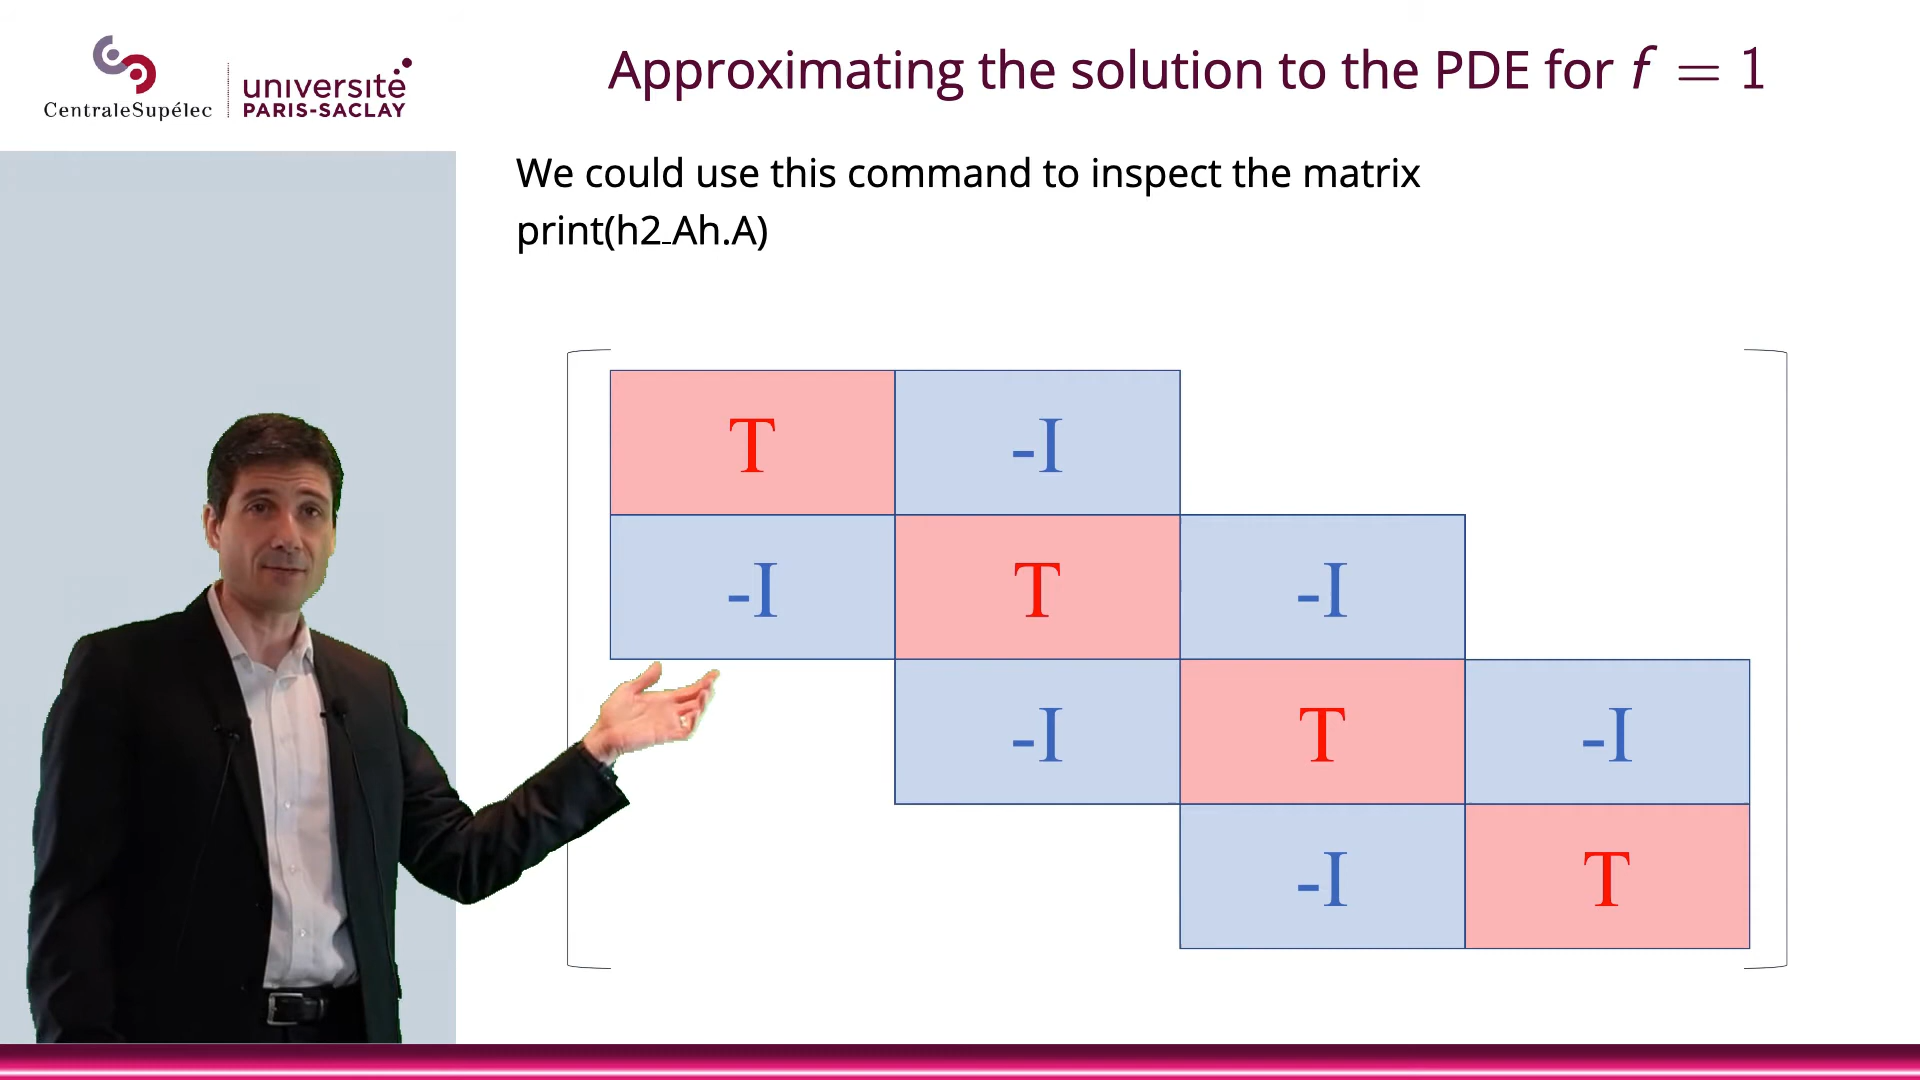 CentraleSupélec
université
PARIS-SACLAY
Approximating the solution to the PDE for f = 1
We could use this command to inspect the matrix
print(h2_Ah.A)
T -I
-I T -I
-I T -I
-I T